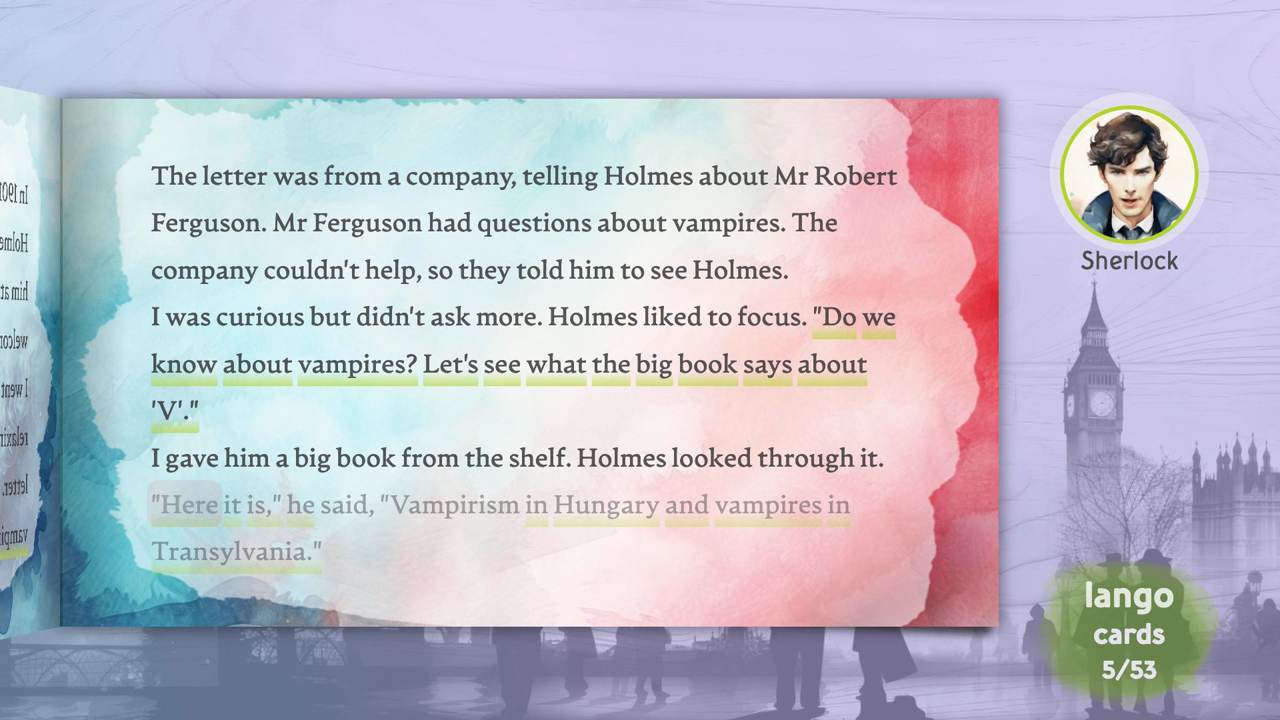 The letter was from a company, telling Holmes about Mr Robert
Ferguson. Mr Ferguson had questions about vampires. The
company couldn't help, so they told him to see Holmes.
I was curious but didn't ask more. Holmes liked to focus. "Do we
know about vampires? Let's see what the big book says about
'V'."
I gave him a big book from the shelf. Holmes looked through it.
"Here it is," he said, "Vampirism in Hungary and vampires in
Transylvania."
Sherlock
lango
cards
5/53